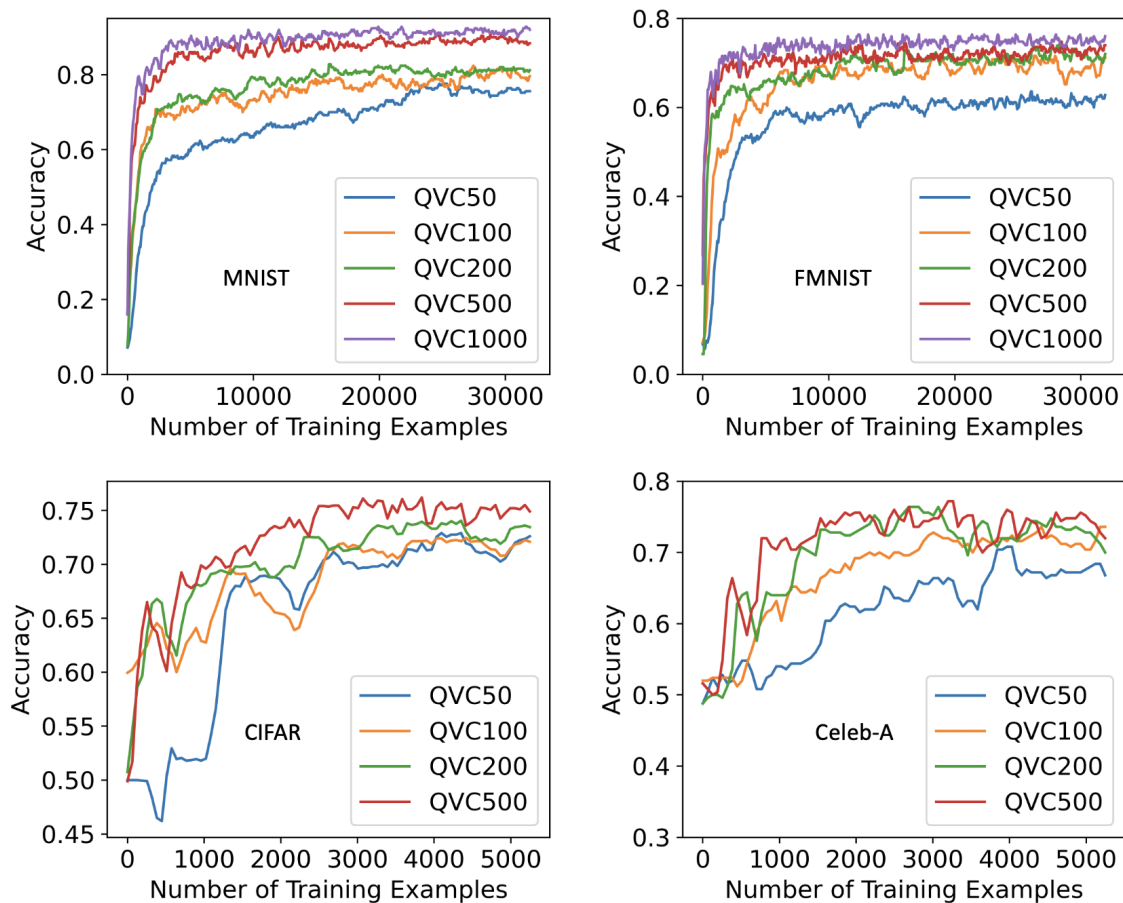 Accuracy
0.8
0.6
0.4
0.2
0.0
MNIST
QVC50
QVC100
QVC200
QVC500
QVC1000
0 10000 20000 30000
Number of Training Examples
Accuracy
0.8
0.6
0.4
0.2
0.0
FMNIST
QVC50
QVC100
QVC200
QVC500
QVC1000
0 10000 20000 30000
Number of Training Examples
Accuracy
0.75
0.70
0.65
0.60
0.55
0.50
0.45
CIFAR
QVC50
QVC100
QVC200
QVC500
0 1000 2000 3000 4000 5000
Number of Training Examples
Accuracy
0.8
0.7
0.6
0.5
0.4
0.3
Celeb-A
QVC50
QVC100
QVC200
QVC500
0 1000 2000 3000 4000 5000
Number of Training Examples